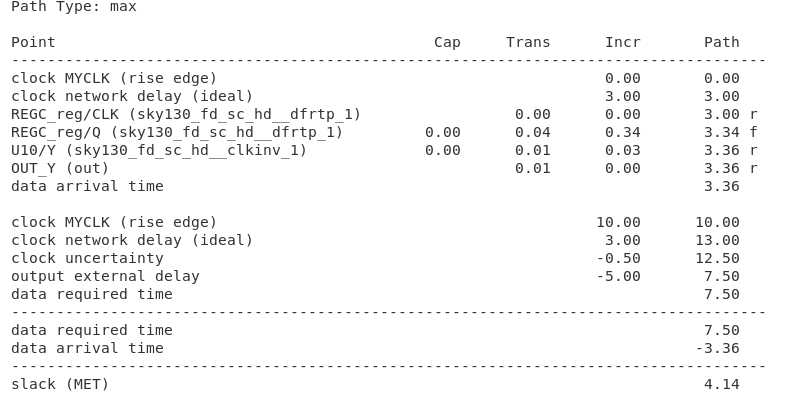 Path Type: max
Point Cap Trans Incr Path
-------------------------------------------------------------------------------------
clock MYCLK (rise edge) 0.00 0.00
clock network delay (ideal) 3.00 3.00
REGC_reg/CLK (sky130_fd_sc_hd__dfrtp_1) 0.00 0.00 3.00 r
REGC_reg/Q (sky130_fd_sc_hd__dfrtp_1) 0.00 0.04 0.34 3.34 f
U10/Y (sky130_fd_sc_hd__clkinv_1) 0.00 0.01 0.03 3.36 r
OUT_Y (out) 0.01 0.00 3.36 r
data arrival time 3.36
clock MYCLK (rise edge) 10.00 10.00
clock network delay (ideal) 3.00 13.00
clock uncertainty -0.50 12.50
output external delay -5.00 7.50
data required time 7.50
-------------------------------------------------------------------------------------
data required time 7.50
data arrival time -3.36
-------------------------------------------------------------------------------------
slack (MET) 4.14